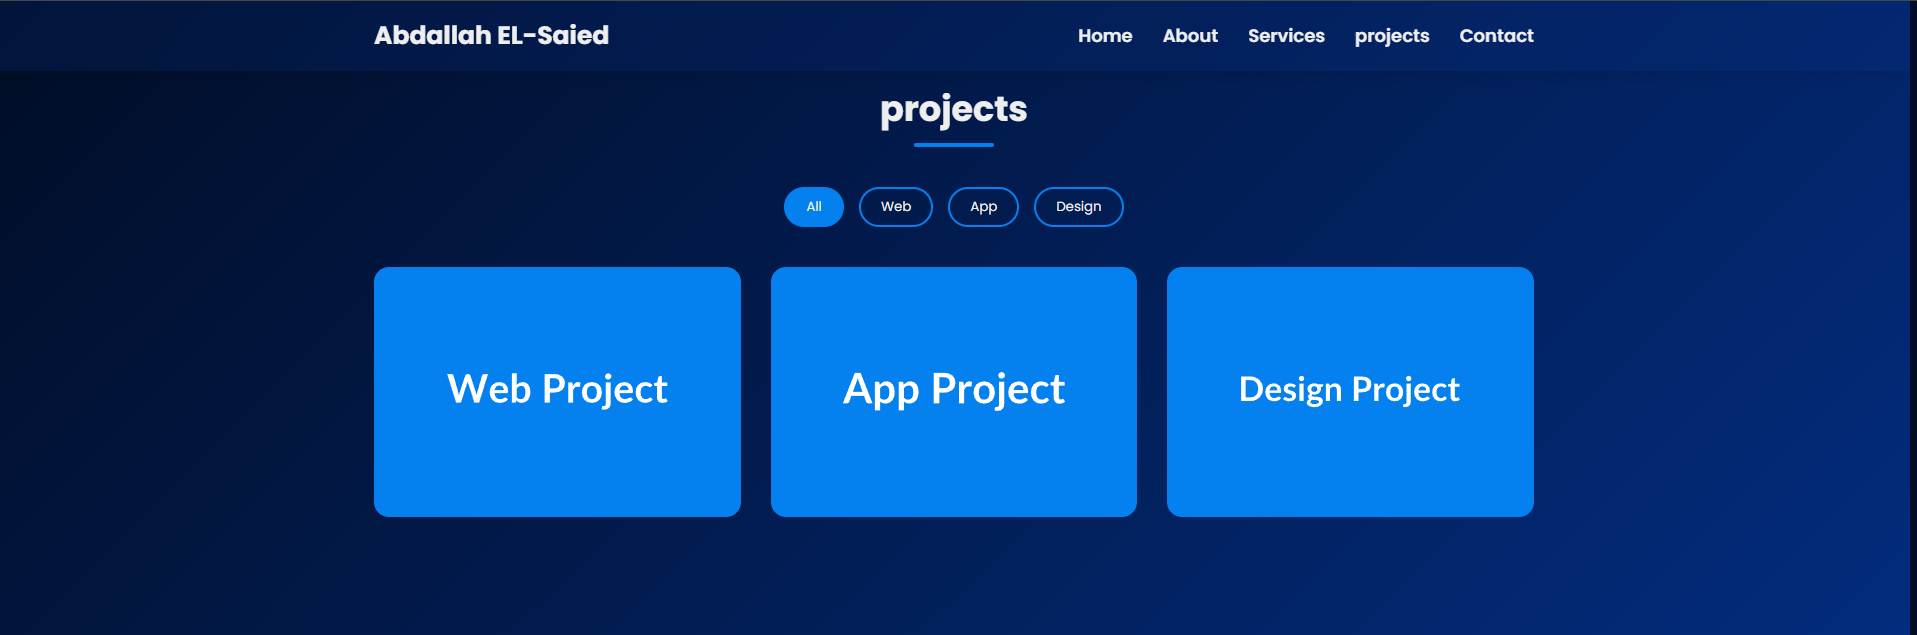 Abdallah EL-Saied
Home About Services projects Contact
projects
All Web App Design
Web Project
App Project
Design Project